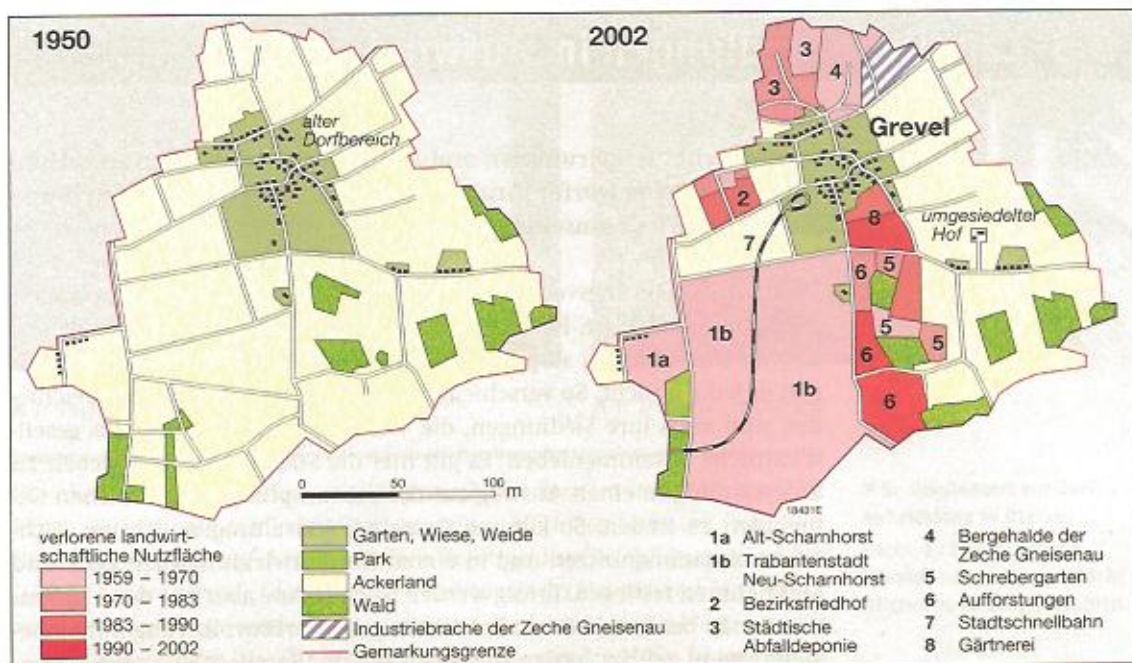 1950
alter
Dorfbereich
2002
3
3
4
Grevel
2
8
umgesiedelter
Hof
7
6
5
1b
5
5
1a
6
1b
6
0
50
100 m
18431E
verlorene landwirt-
schaftliche Nutzfläche
1959 – 1970
1970 – 1983
1983 – 1990
1990 – 2002
Garten, Wiese, Weide
Park
Ackerland
Wald
Industriebrache der Zeche Gneisenau
Gemarkungsgrenze
1a Alt-Scharnhorst
1b Trabantenstadt
Neu-Scharnhorst
2 Bezirksfriedhof
3 Städtische
Abfalldeponie
4 Bergehalde der
Zeche Gneisenau
5 Schrebergarten
6 Aufforstungen
7 Stadtschnellbahn
8 Gärtnerei